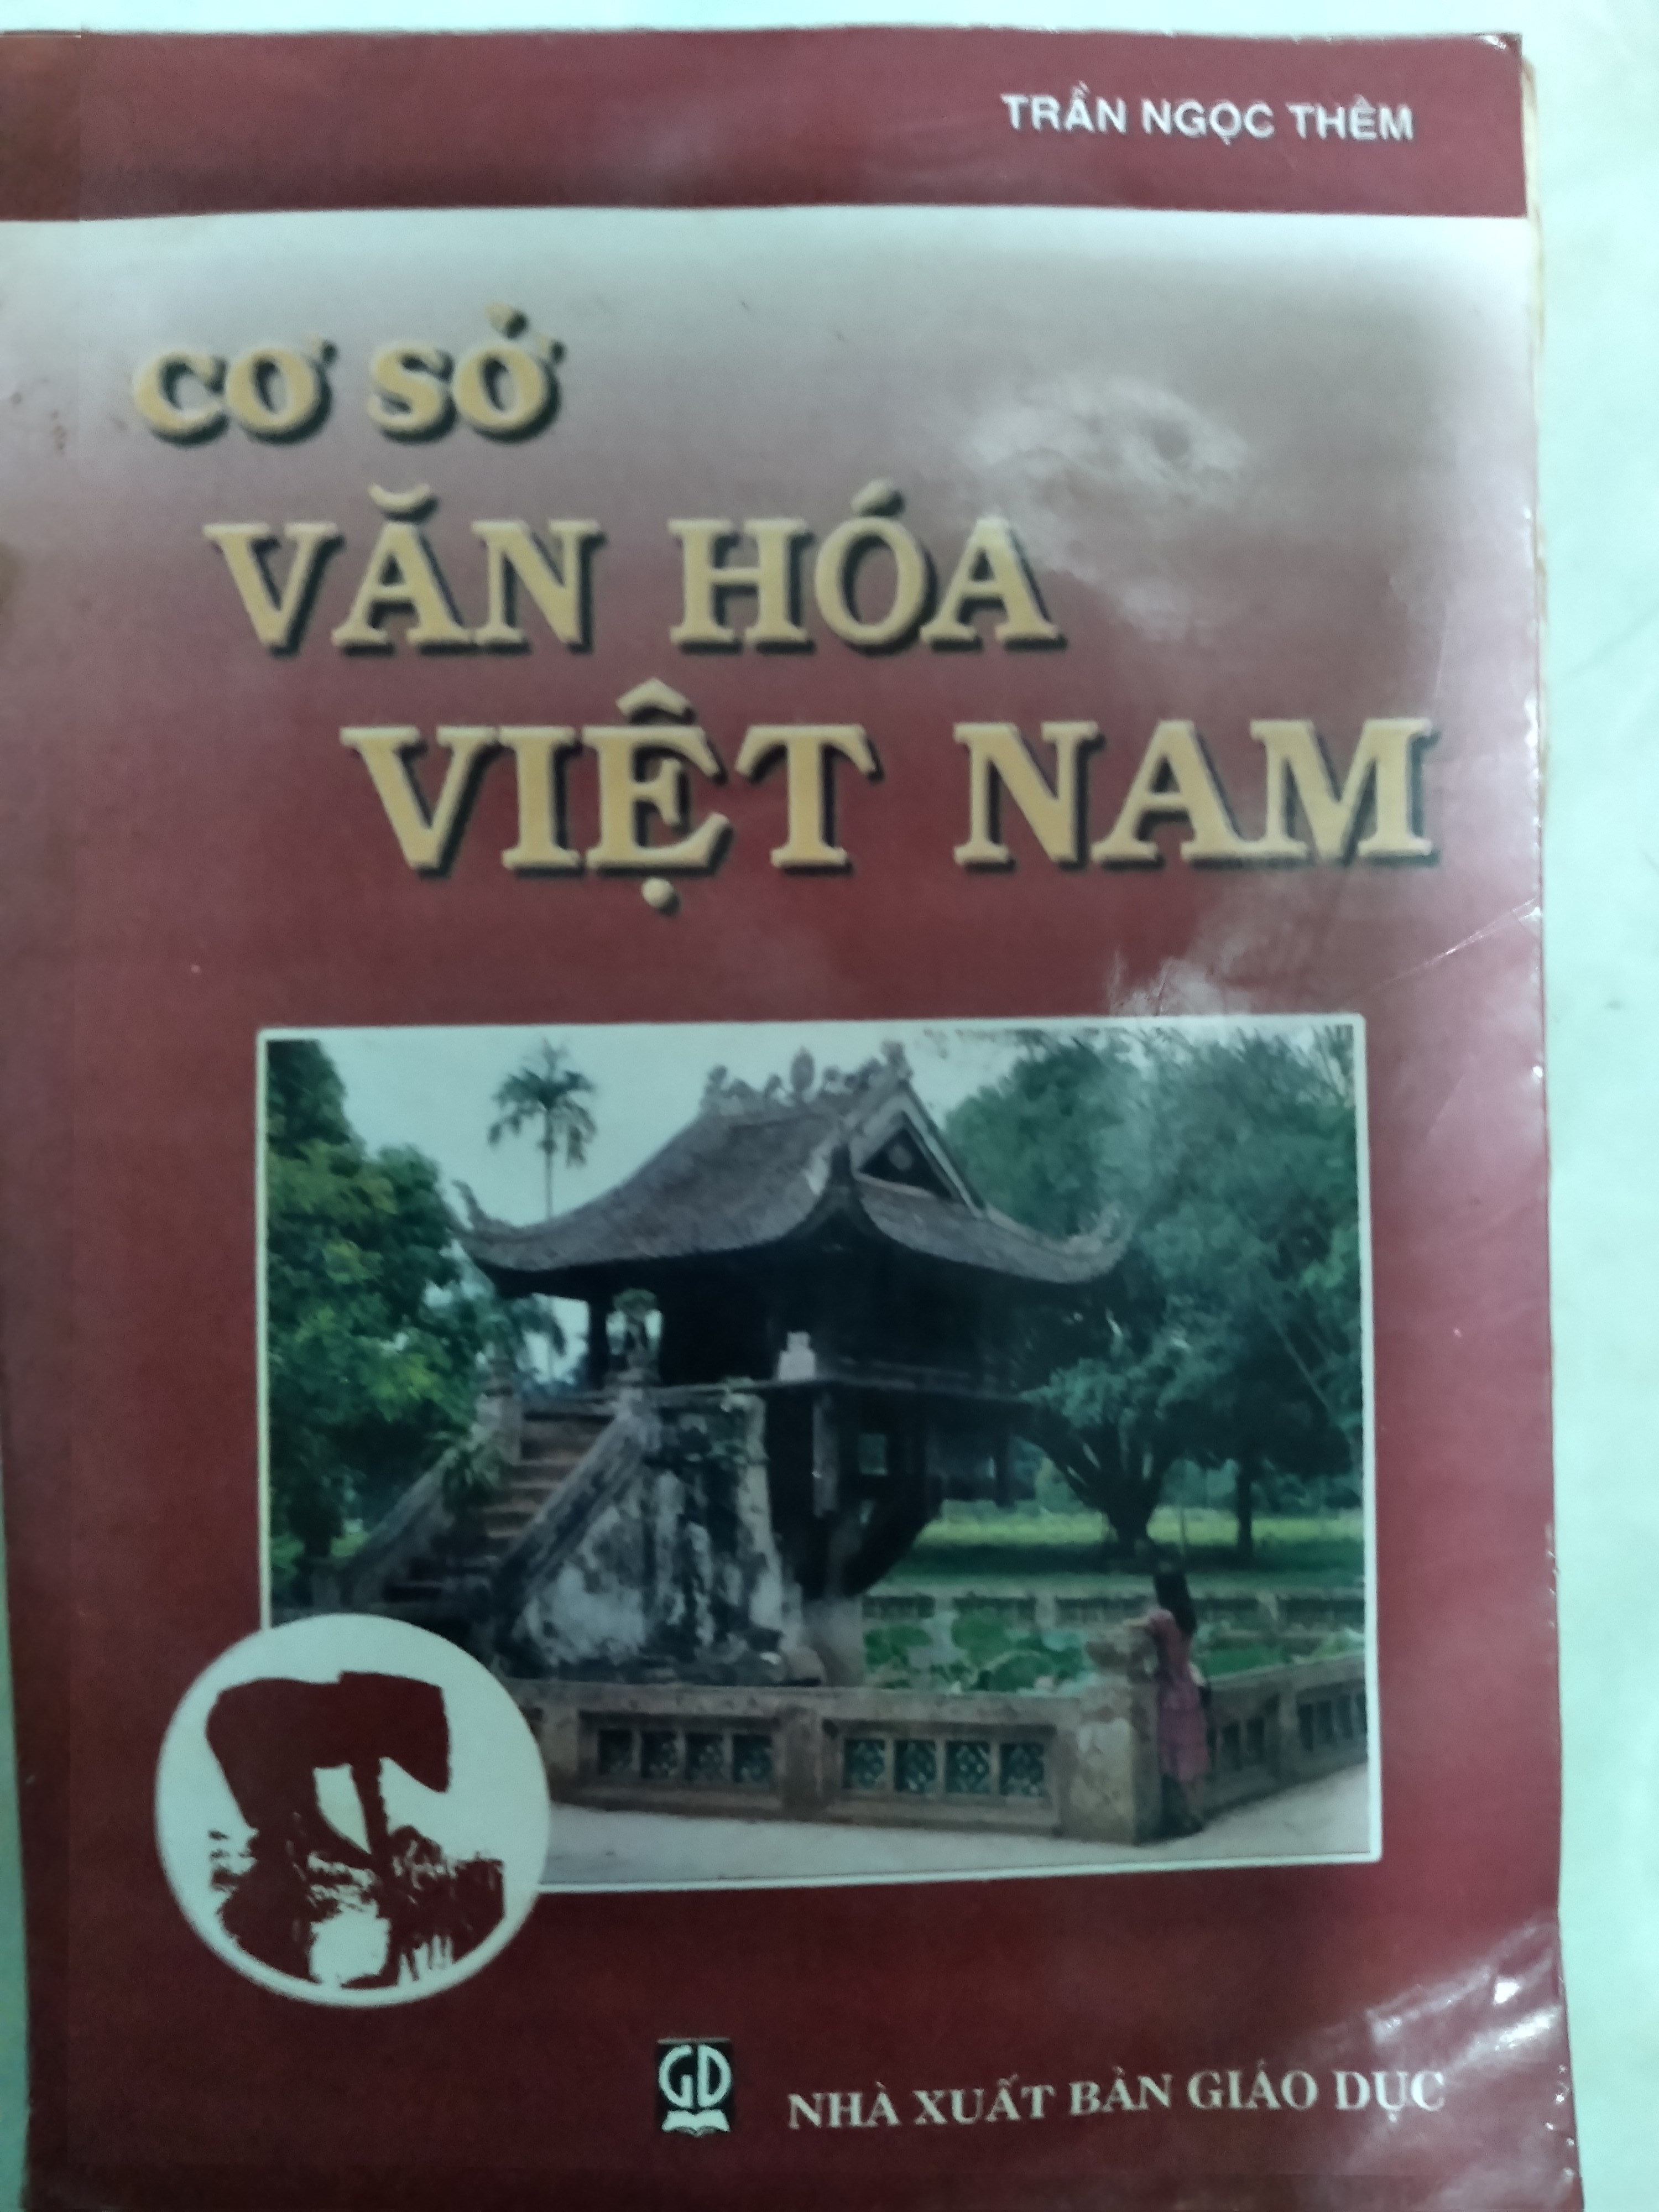 TRẦN NGỌC THÊM
CƠ SỞ
VĂN HÓA
VIỆT NAM
GD
NHÀ XUẤT BẢN GIÁO DỤC